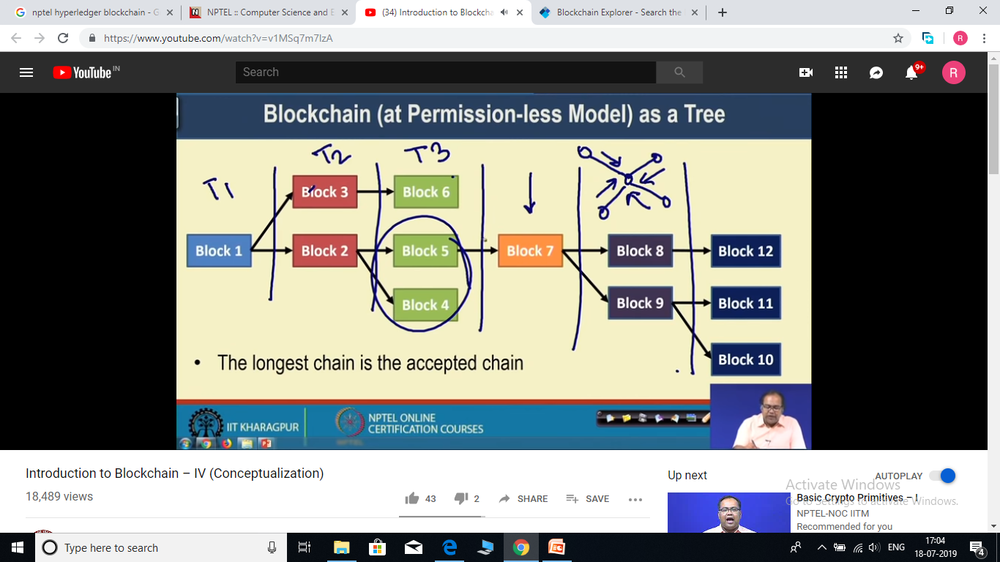 nptel hyperledger blockchain - G
NPTEL :: Computer Science and E
(34) Introduction to Blockcha
Blockchain Explorer - Search the
https://www.youtube.com/watch?v=v1MSq7m7lzA
R
YouTube IN
Search
9+
R
Blockchain (at Permission-less Model) as a Tree
T1
T2
T3
Block 3
Block 6
Block 1
Block 2
Block 5
Block 7
Block 8
Block 12
Block 4
Block 9
Block 11
Block 10
• The longest chain is the accepted chain
IIT KHARAGPUR
NPTEL ONLINE
CERTIFICATION COURSES
Introduction to Blockchain – IV (Conceptualization)
18,489 views
43
2
SHARE
SAVE
Up next
AUTOPLAY
Activate Windows
Go to Settings to activate Windows.
Basic Crypto Primitives – I
NPTEL-NOC IITM
Recommended for you
Type here to search
ENG
17:04
18-07-2019
4